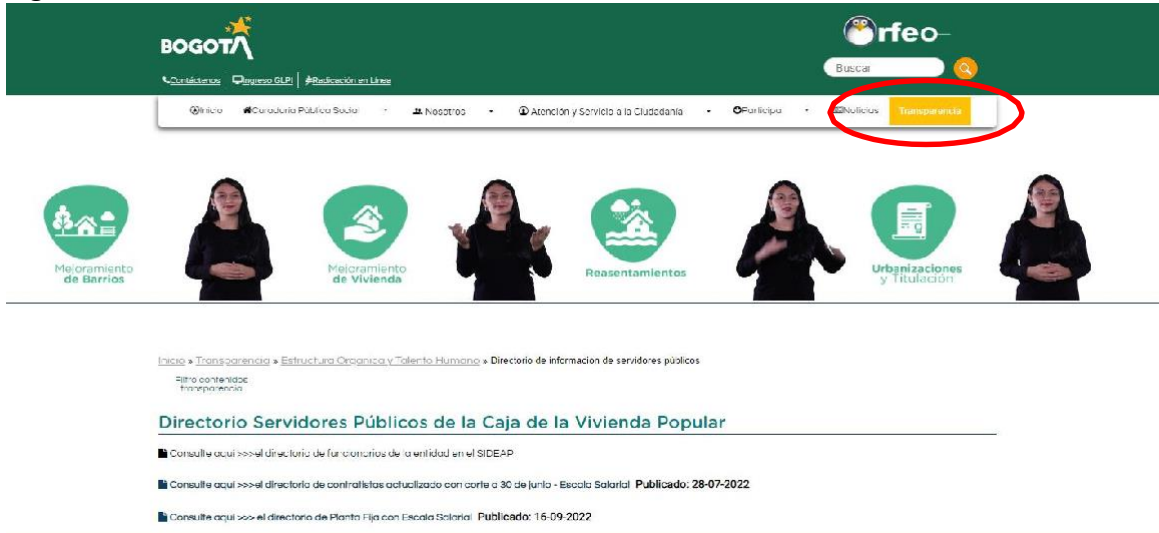 BOGOTÁ
Orfeo
Contáctenos Ingreso GLPI Radicación en Línea
Buscar
Inicio Curaduría Pública Social Nosotros Atención y Servicio a la Ciudadanía Participa Noticias Transparencia
Mejoramiento
de Barrios
Mejoramiento
de Vivienda
Reasentamientos
Urbanizaciones
y Titulación
Inicio » Transparencia » Estructura Organica y Talento Humano » Directorio de informacion de servidores públicos
Filtro contenidos
transparencia
Directorio Servidores Públicos de la Caja de la Vivienda Popular
Consulte aquí >>>el directorio de funcionarios de la entidad en el SIDEAP
Consulte aquí >>>el directorio de contratistas actualizado con corte a 30 de junio - Escala Salarial Publicado: 28-07-2022
Consulte aquí >>> el directorio de Planta Fija con Escala Salarial Publicado: 16-09-2022